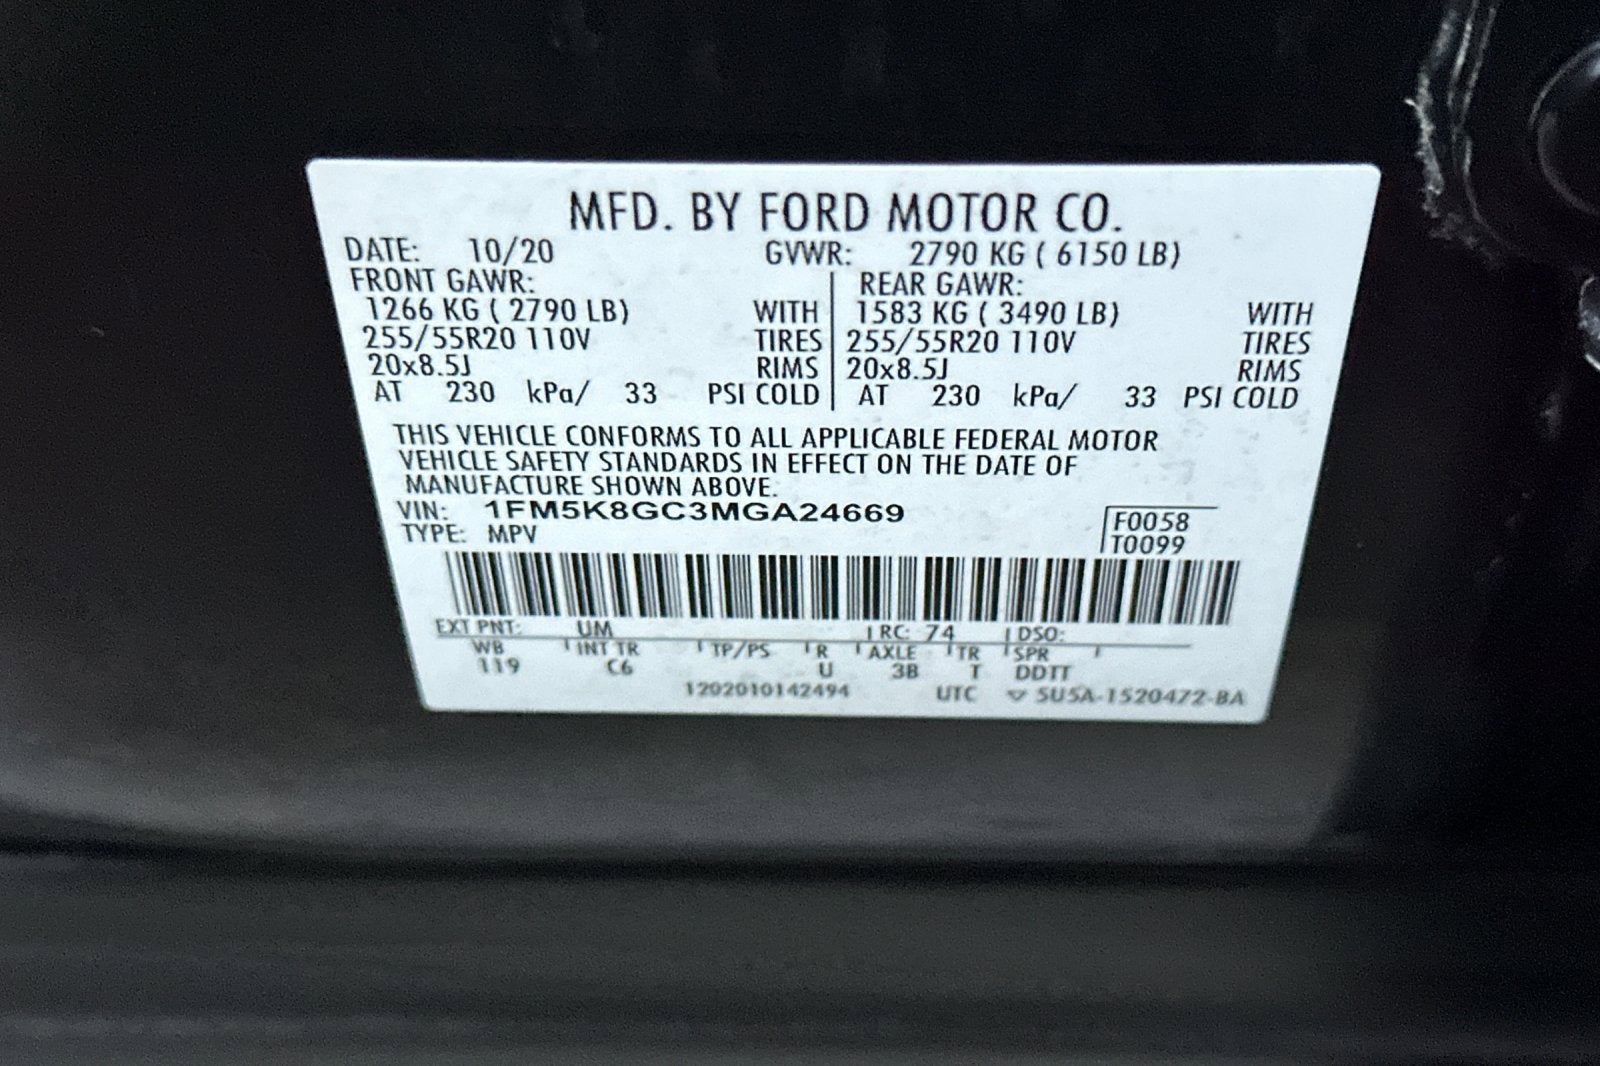 MFD. BY FORD MOTOR CO.
DATE: 10/20 GVWR: 2790 KG ( 6150 LB)
FRONT GAWR: REAR GAWR:
1266 KG ( 2790 LB) WITH 1583 KG ( 3490 LB) WITH
255/55R20 110V TIRES 255/55R20 110V TIRES
20x8.5J RIMS 20x8.5J RIMS
AT 230 kPa/ 33 PSI COLD AT 230 kPa/ 33 PSI COLD
THIS VEHICLE CONFORMS TO ALL APPLICABLE FEDERAL MOTOR
VEHICLE SAFETY STANDARDS IN EFFECT ON THE DATE OF
MANUFACTURE SHOWN ABOVE.
VIN: 1FM5K8GC3MGA24669 F0058
TYPE: MPV T0099
EXT PNT: UM RC: 74 DSO:
WB INT TR TP/PS R AXLE TR SPR
119 C6 U 3B T DDTT
1202010142494 UTC ▽ SU5A-1520472-BA